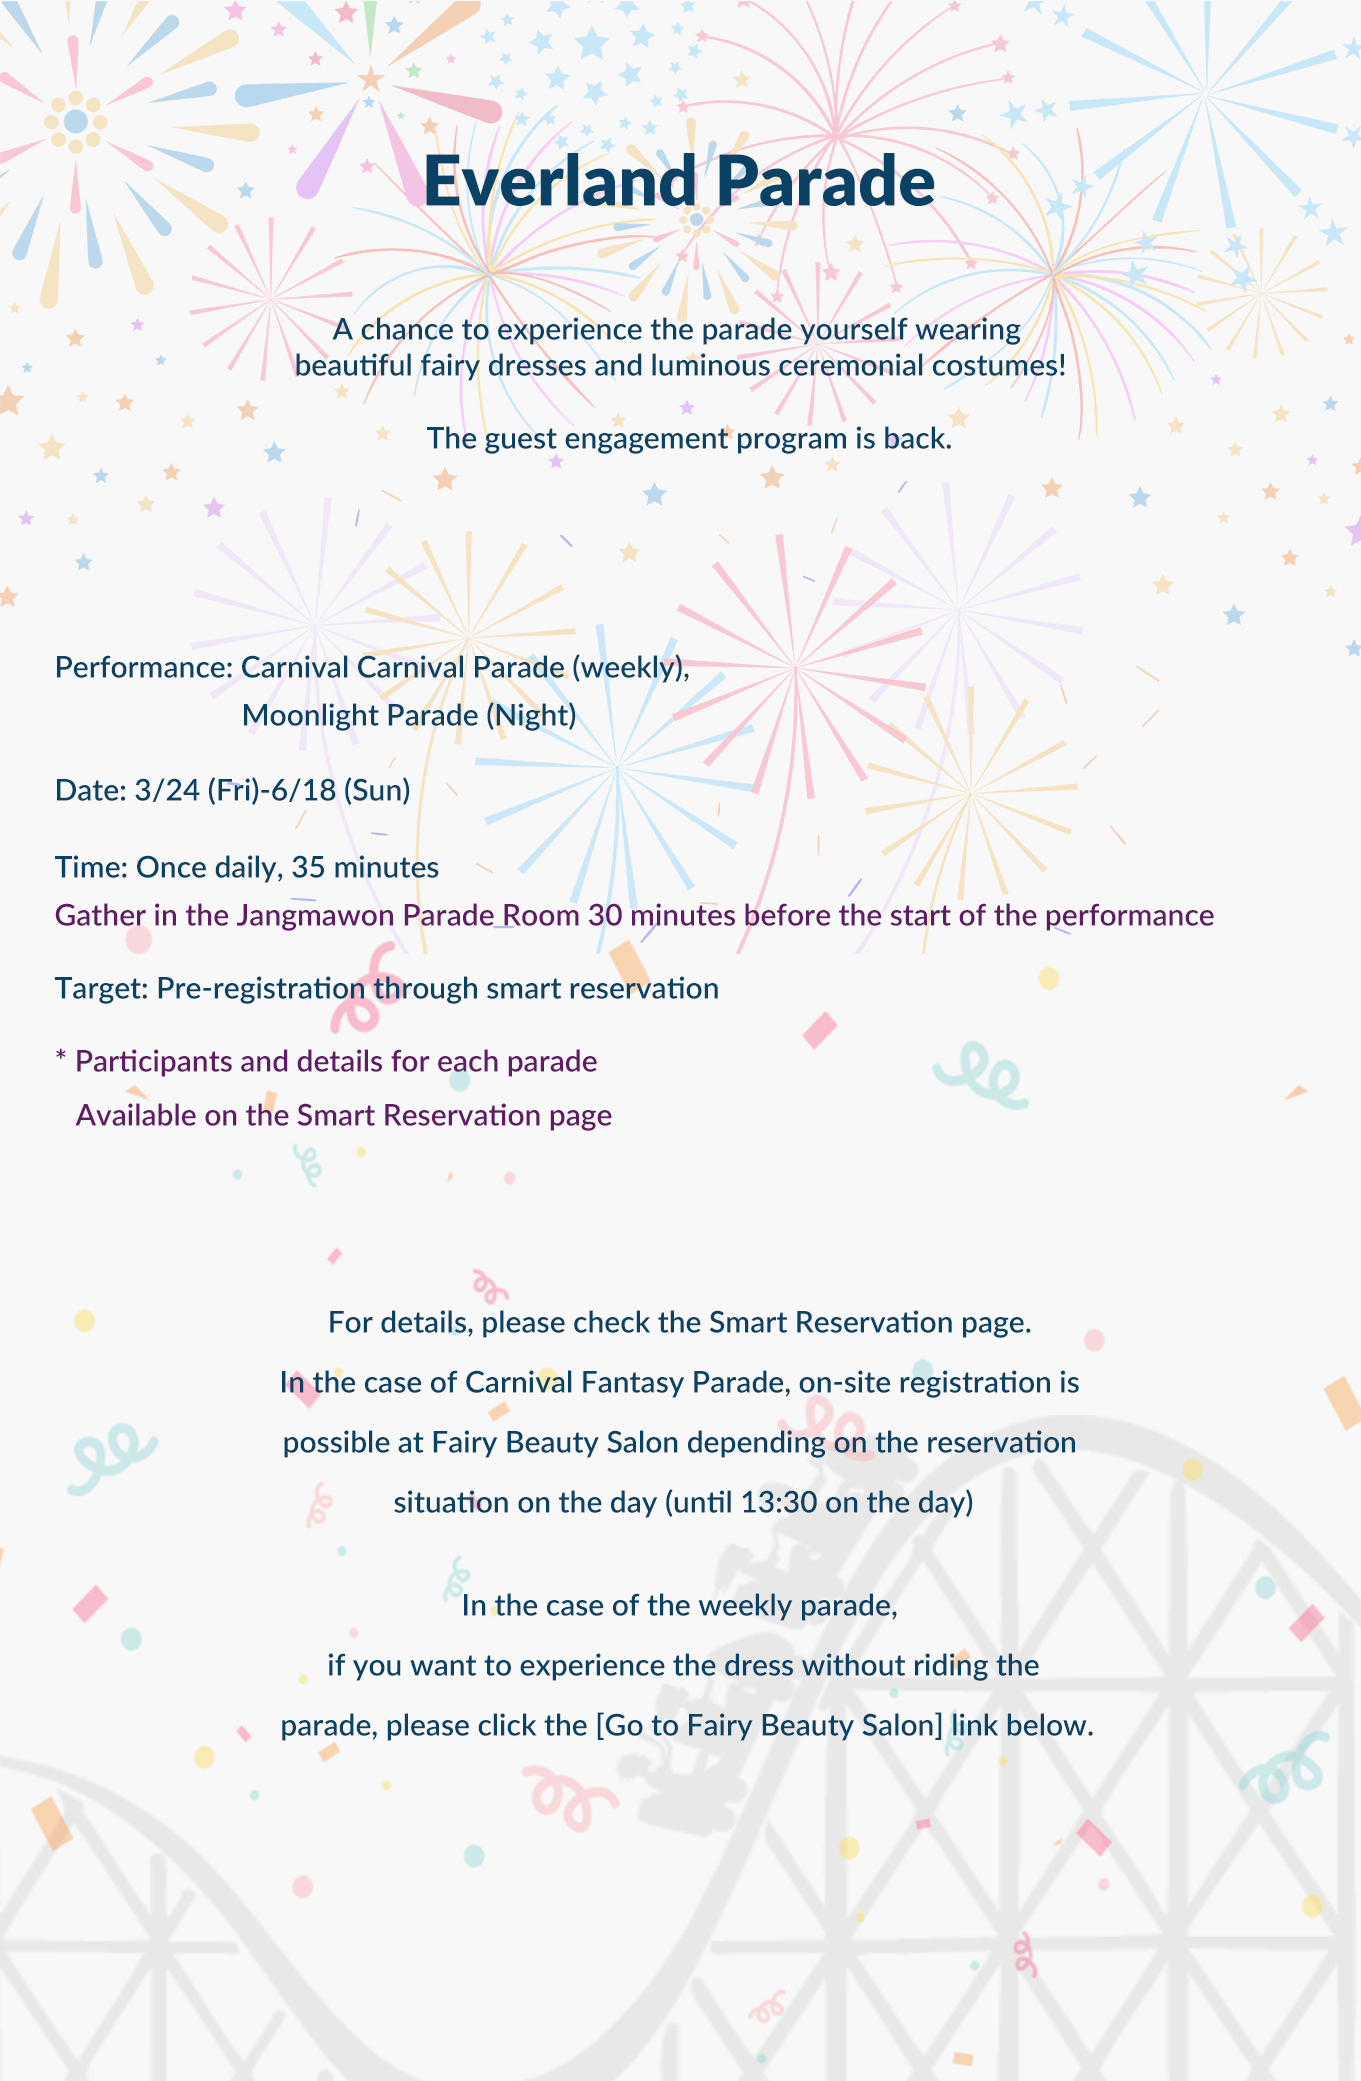 Everland Parade
A chance to experience the parade yourself wearing
beautiful fairy dresses and luminous ceremonial costumes!
The guest engagement program is back.
Performance: Carnival Carnival Parade (weekly),
Moonlight Parade (Night)
Date: 3/24 (Fri)-6/18 (Sun)
Time: Once daily, 35 minutes
Gather in the Jangmawon Parade Room 30 minutes before the start of the performance
Target: Pre-registration through smart reservation
* Participants and details for each parade
Available on the Smart Reservation page
For details, please check the Smart Reservation page.
In the case of Carnival Fantasy Parade, on-site registration is
possible at Fairy Beauty Salon depending on the reservation
situation on the day (until 13:30 on the day)
In the case of the weekly parade,
if you want to experience the dress without riding the
parade, please click the [Go to Fairy Beauty Salon] link below.